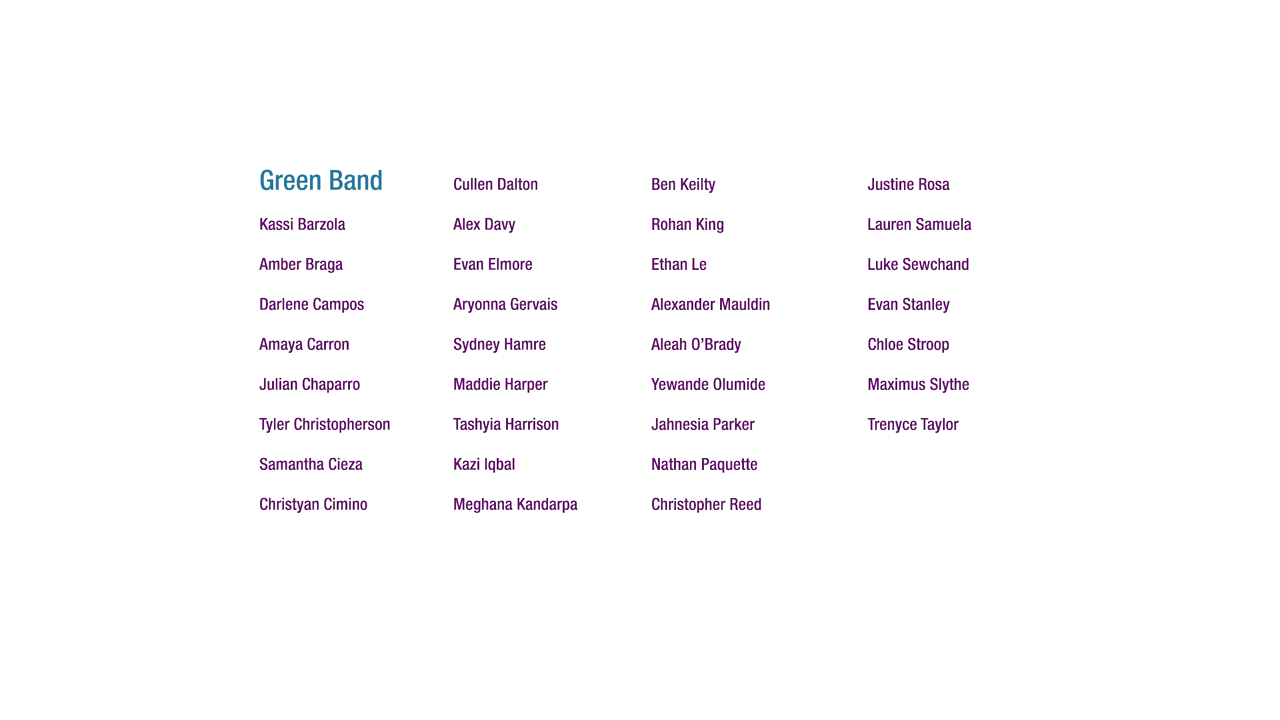 Green Band
Kassi Barzola
Amber Braga
Darlene Campos
Amaya Carron
Julian Chaparro
Tyler Christopherson
Samantha Cieza
Christyan Cimino
Cullen Dalton
Alex Davy
Evan Elmore
Aryonna Gervais
Sydney Hamre
Maddie Harper
Tashyia Harrison
Kazi Iqbal
Meghana Kandarpa
Ben Keilty
Rohan King
Ethan Le
Alexander Mauldin
Aleah O’Brady
Yewande Olumide
Jahnesia Parker
Nathan Paquette
Christopher Reed
Justine Rosa
Lauren Samuela
Luke Sewchand
Evan Stanley
Chloe Stroop
Maximus Slythe
Trenyce Taylor